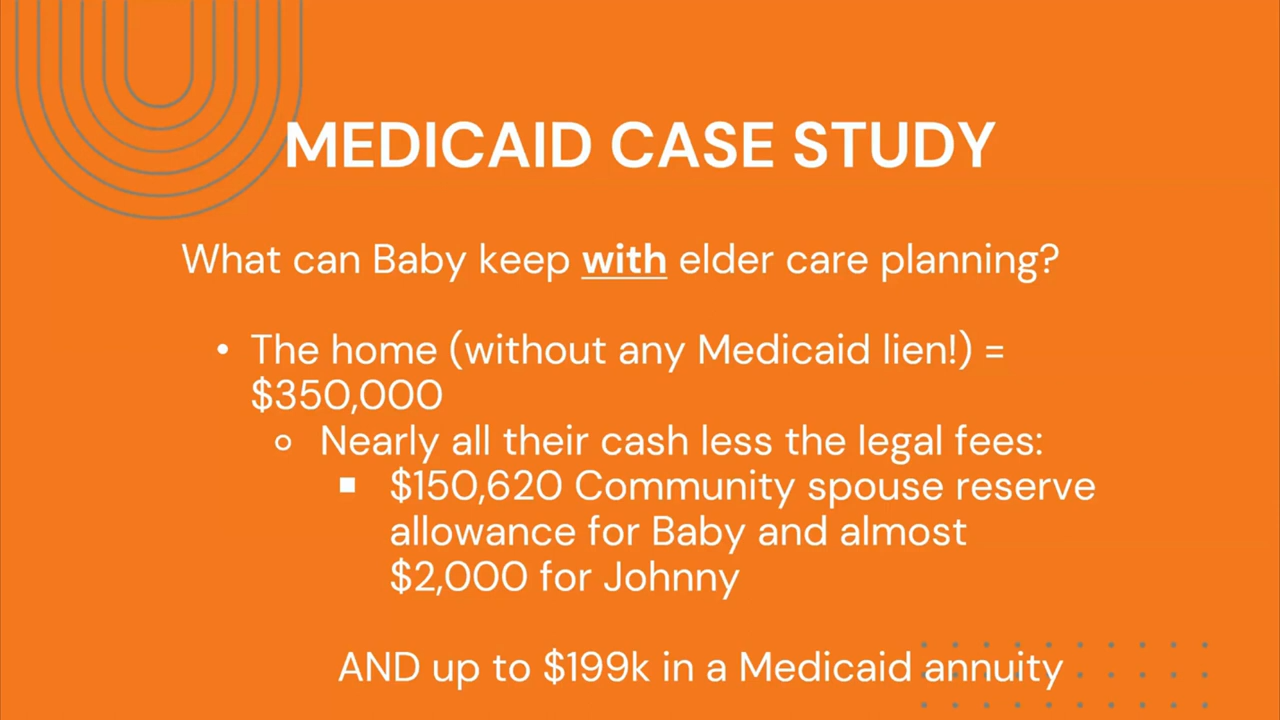 MEDICAID CASE STUDY
What can Baby keep with elder care planning?
• The home (without any Medicaid lien!) =
$350,000
○ Nearly all their cash less the legal fees:
■ $150,620 Community spouse reserve
allowance for Baby and almost
$2,000 for Johnny
AND up to $199k in a Medicaid annuity